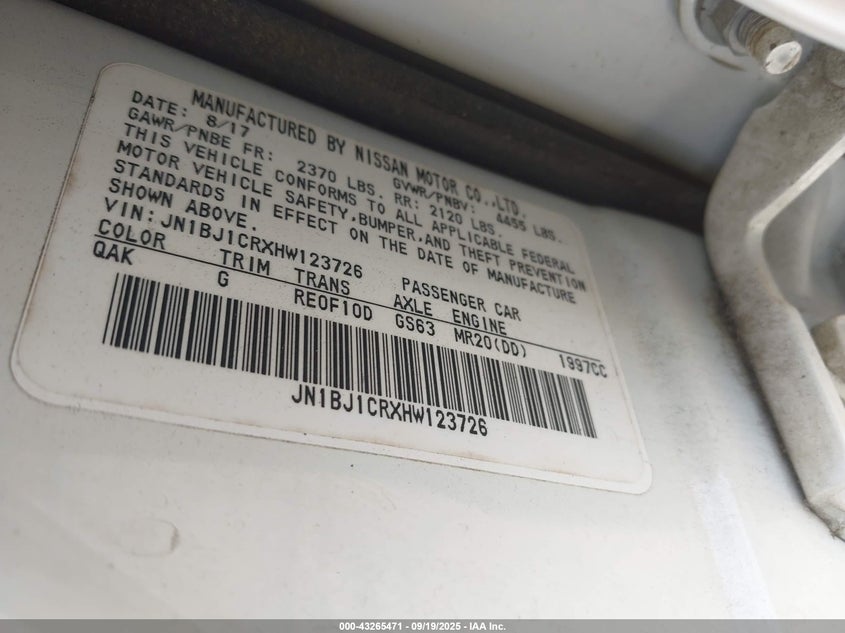 MANUFACTURED BY NISSAN MOTOR CO.,LTD.
DATE: 8/17 GVWR/PNBV: 4455 LBS.
GAWR/PNBE FR: 2370 LBS. RR: 2120 LBS.
THIS VEHICLE CONFORMS TO ALL APPLICABLE FEDERAL
MOTOR VEHICLE SAFETY,BUMPER,AND THEFT PREVENTION
STANDARDS IN EFFECT ON THE DATE OF MANUFACTURE
SHOWN ABOVE.
VIN: JN1BJ1CRXHW123726 PASSENGER CAR
COLOR TRIM TRANS AXLE ENGINE
QAK G RE0F10D GS63 MR20(DD) 1997CC
JN1BJ1CRXHW123726
000-43265471 - 09/19/2025 - IAA Inc.